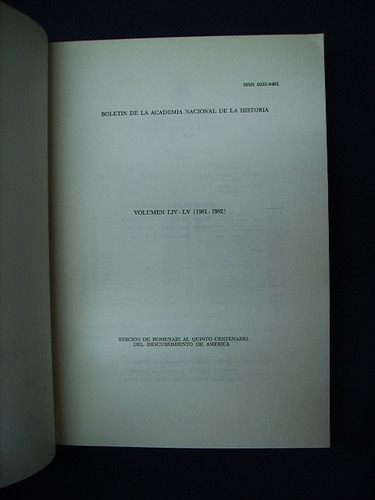 ISSN 0325-0482
BOLETIN DE LA ACADEMIA NACIONAL DE LA HISTORIA
VOLUMEN LIV - LV (1981 - 1982)
EDICION DE HOMENAJE AL QUINTO CENTENARIO
DEL DESCUBRIMIENTO DE AMERICA